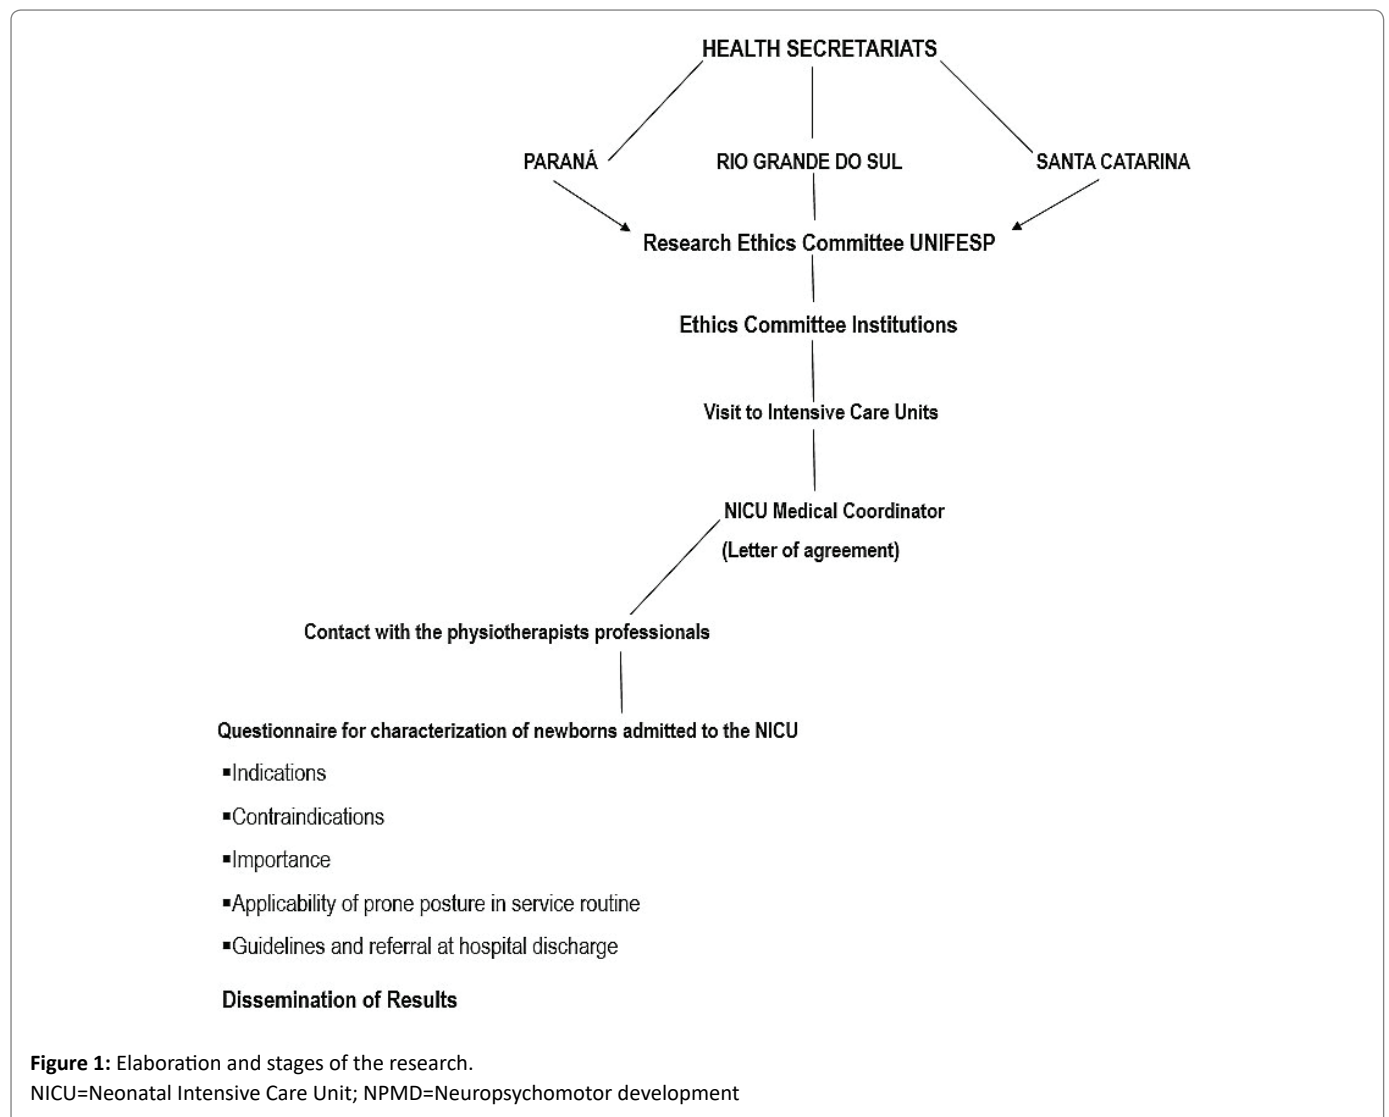 HEALTH SECRETARIATS
PARANÁ
RIO GRANDE DO SUL
SANTA CATARINA
Research Ethics Committee UNIFESP
Ethics Committee Institutions
Visit to Intensive Care Units
NICU Medical Coordinator
(Letter of agreement)
Contact with the physiotherapists professionals
Questionnaire for characterization of newborns admitted to the NICU
▪Indications
▪Contraindications
▪Importance
▪Applicability of prone posture in service routine
▪Guidelines and referral at hospital discharge
Dissemination of Results
Figure 1: Elaboration and stages of the research.
NICU=Neonatal Intensive Care Unit; NPMD=Neuropsychomotor development